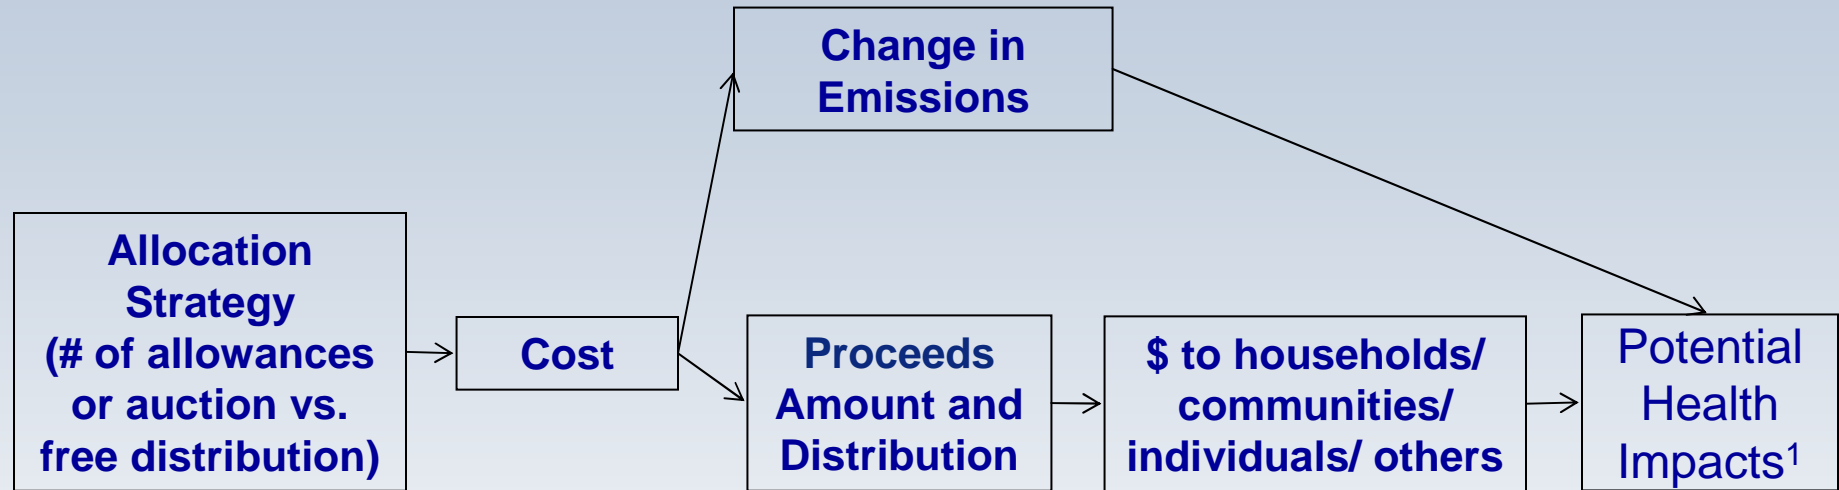 Change in
Emissions
Allocation
Strategy
(# of allowances
or auction vs.
free distribution)
Cost
Proceeds
Amount and
Distribution
$ to households/
communities/
individuals/ others
Potential
Health
Impacts¹